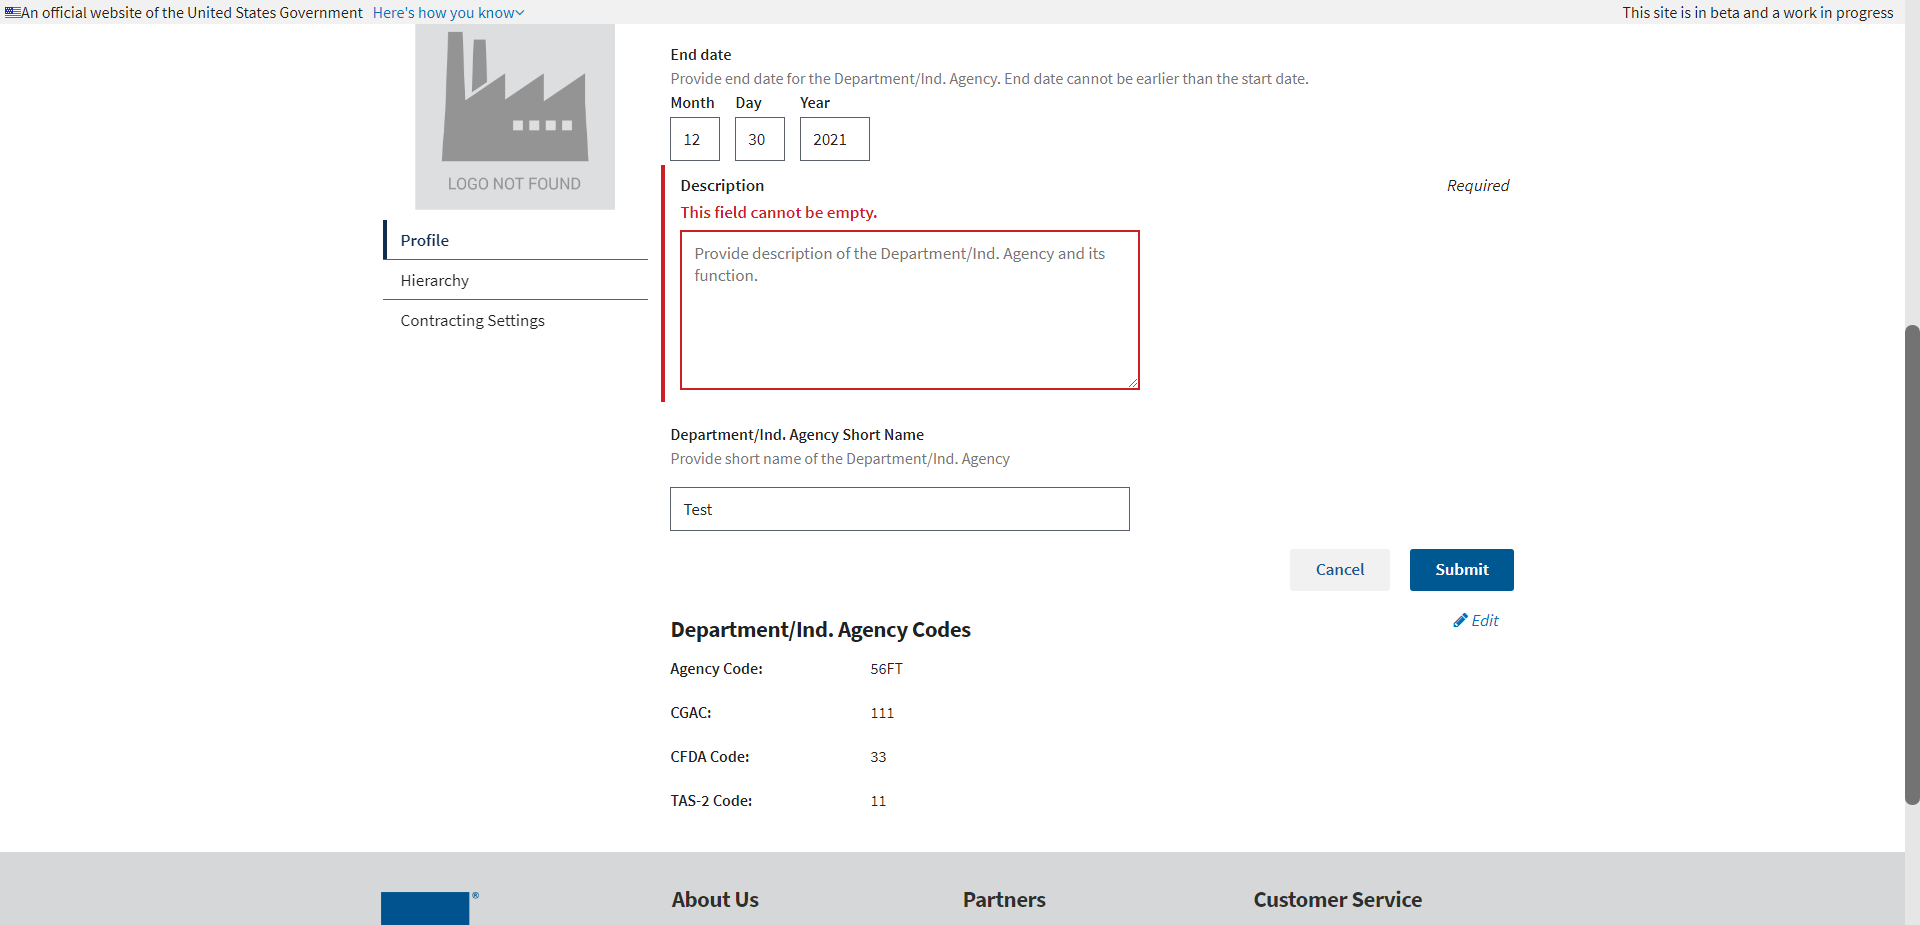 An official website of the United States Government Here's how you know
This site is in beta and a work in progress
LOGO NOT FOUND
Profile
Hierarchy
Contracting Settings
End date
Provide end date for the Department/Ind. Agency. End date cannot be earlier than the start date.
Month Day Year
12 30 2021
Description Required
This field cannot be empty.
Provide description of the Department/Ind. Agency and its
function.
Department/Ind. Agency Short Name
Provide short name of the Department/Ind. Agency
Test
Cancel Submit
Department/Ind. Agency Codes Edit
Agency Code: 56FT
CGAC: 111
CFDA Code: 33
TAS-2 Code: 11
®
About Us Partners Customer Service